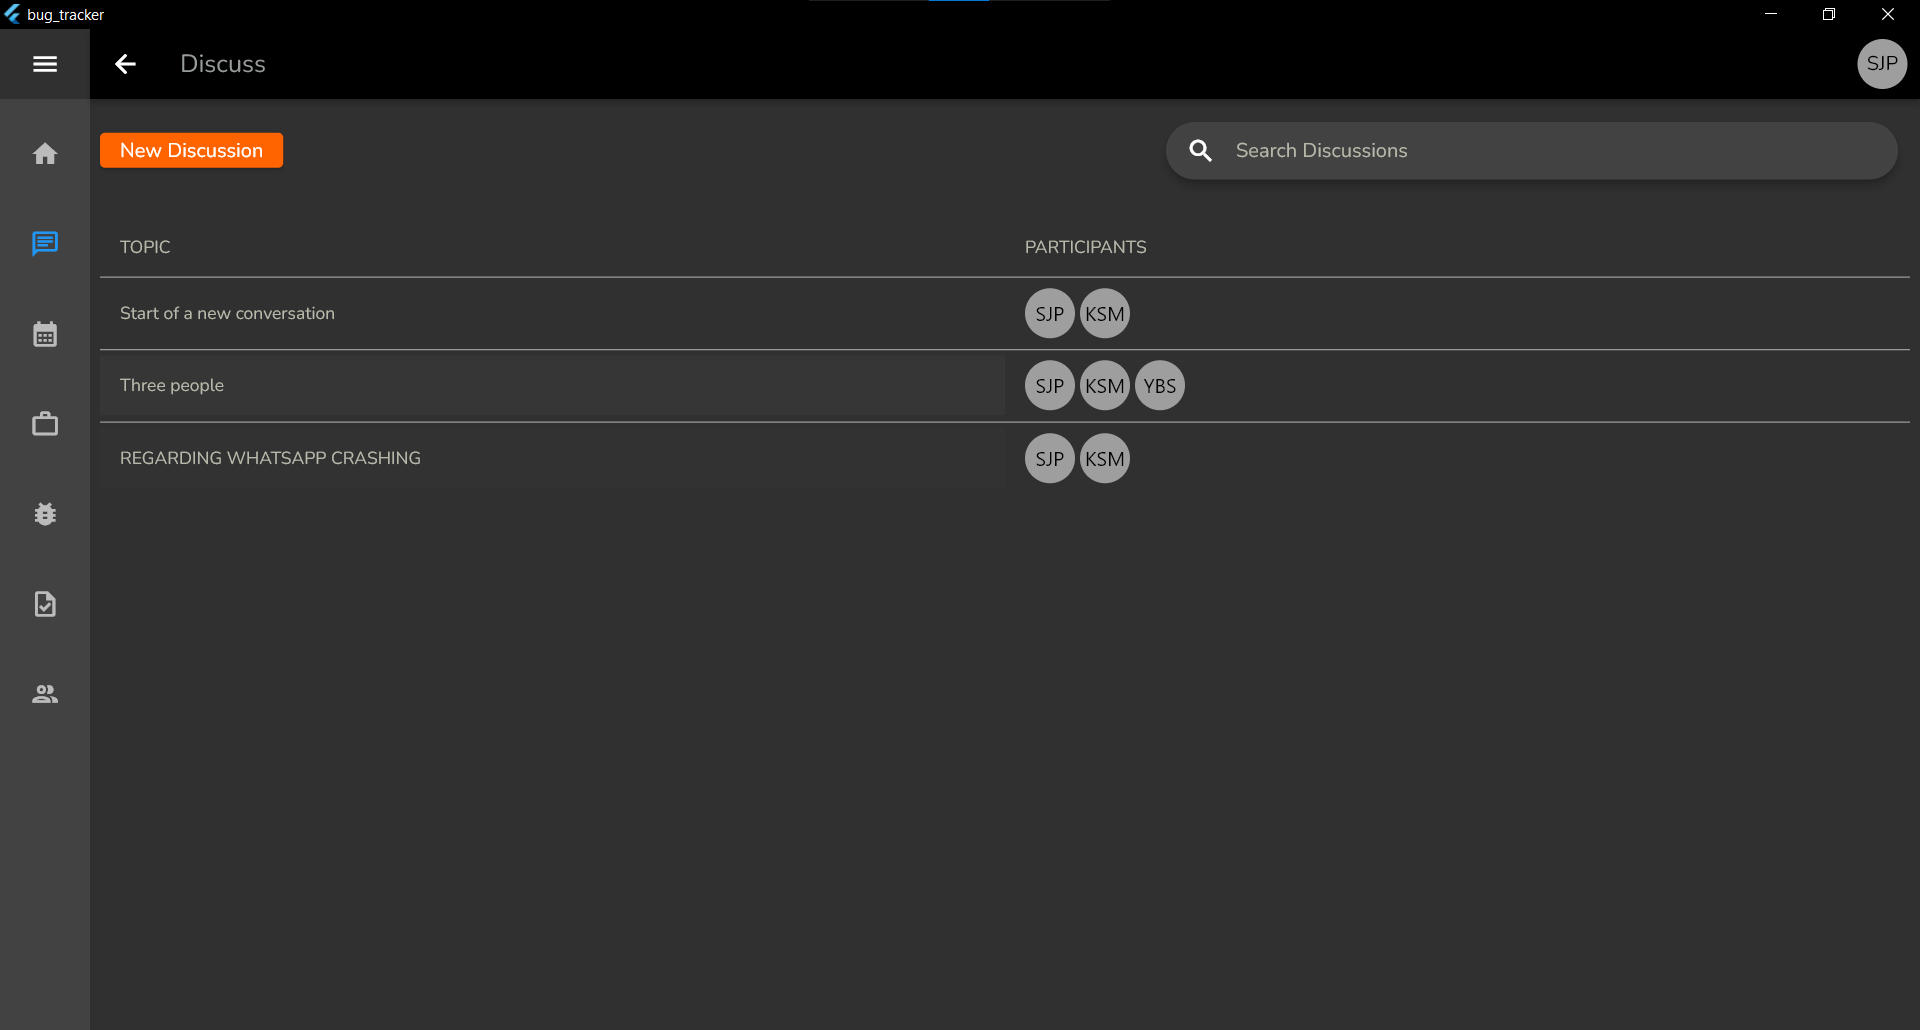 bug_tracker
Discuss
SJP
New Discussion
Search Discussions
TOPIC PARTICIPANTS
Start of a new conversation SJP KSM
Three people SJP KSM YBS
REGARDING WHATSAPP CRASHING SJP KSM